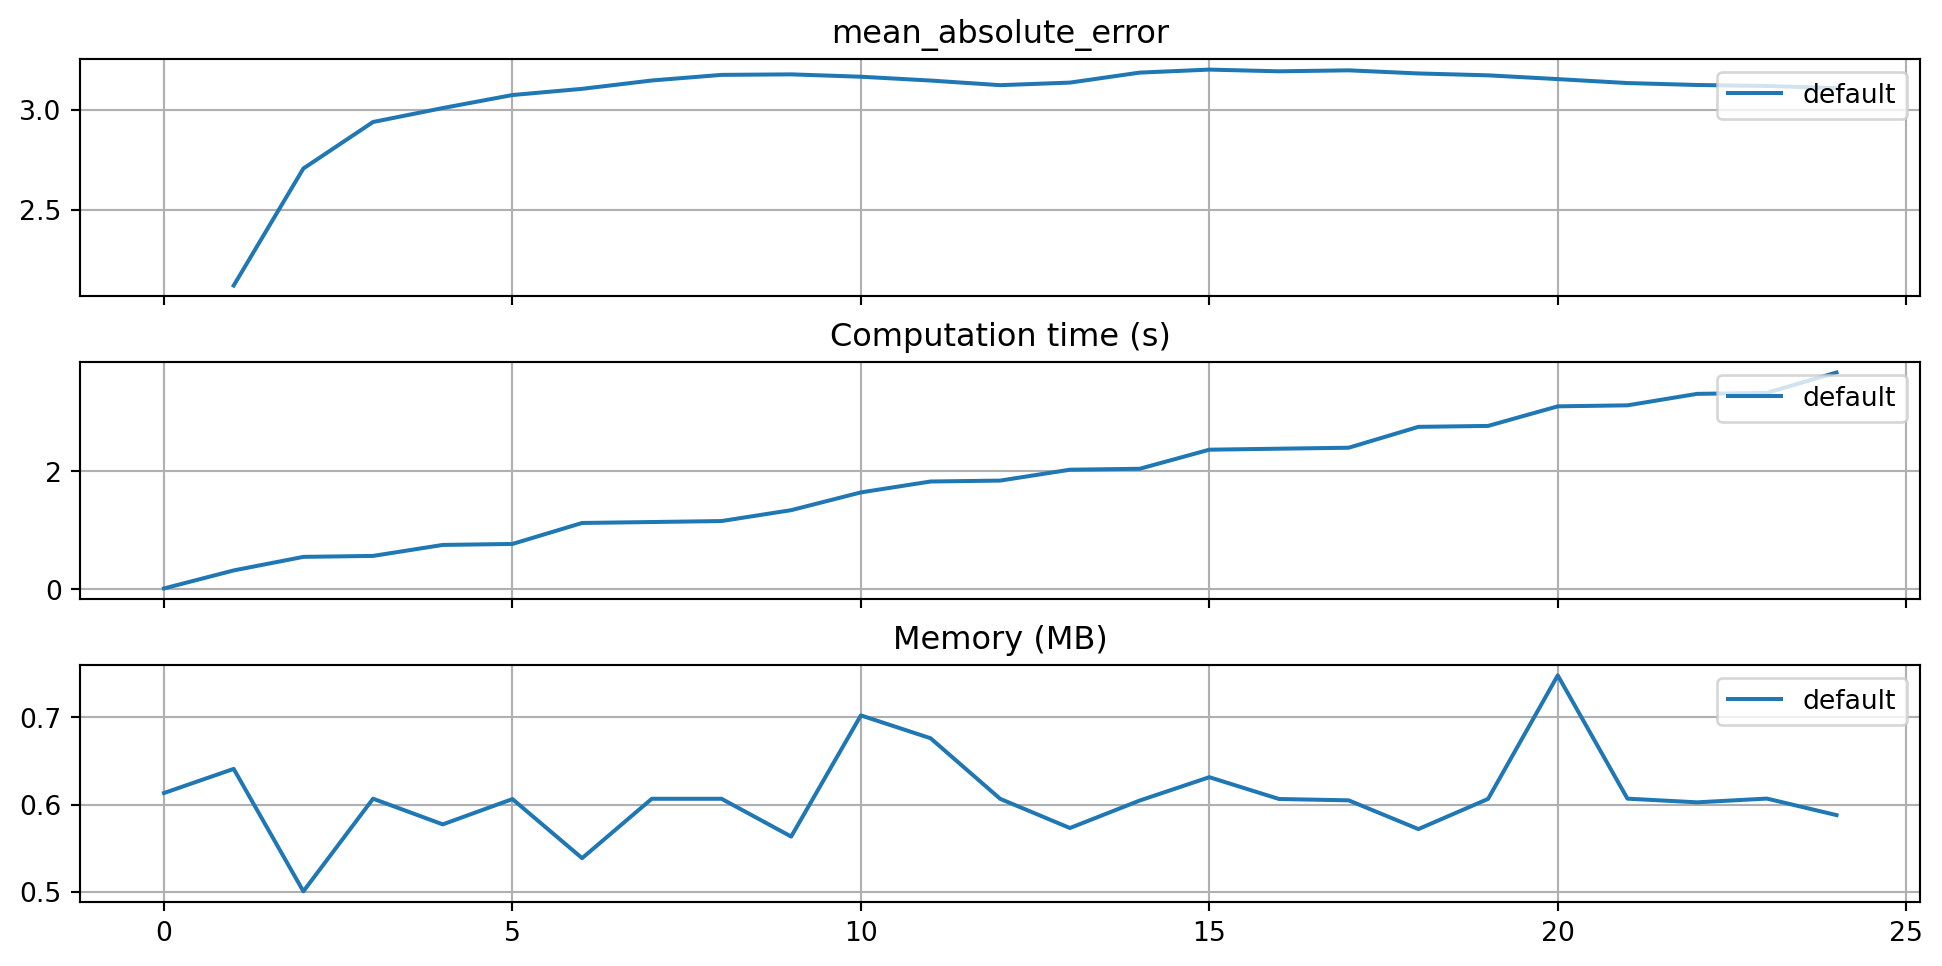 mean_absolute_error
3.0
2.5
default
Computation time (s)
2
0
default
Memory (MB)
0.7
0.6
0.5
default
0 5 10 15 20 25